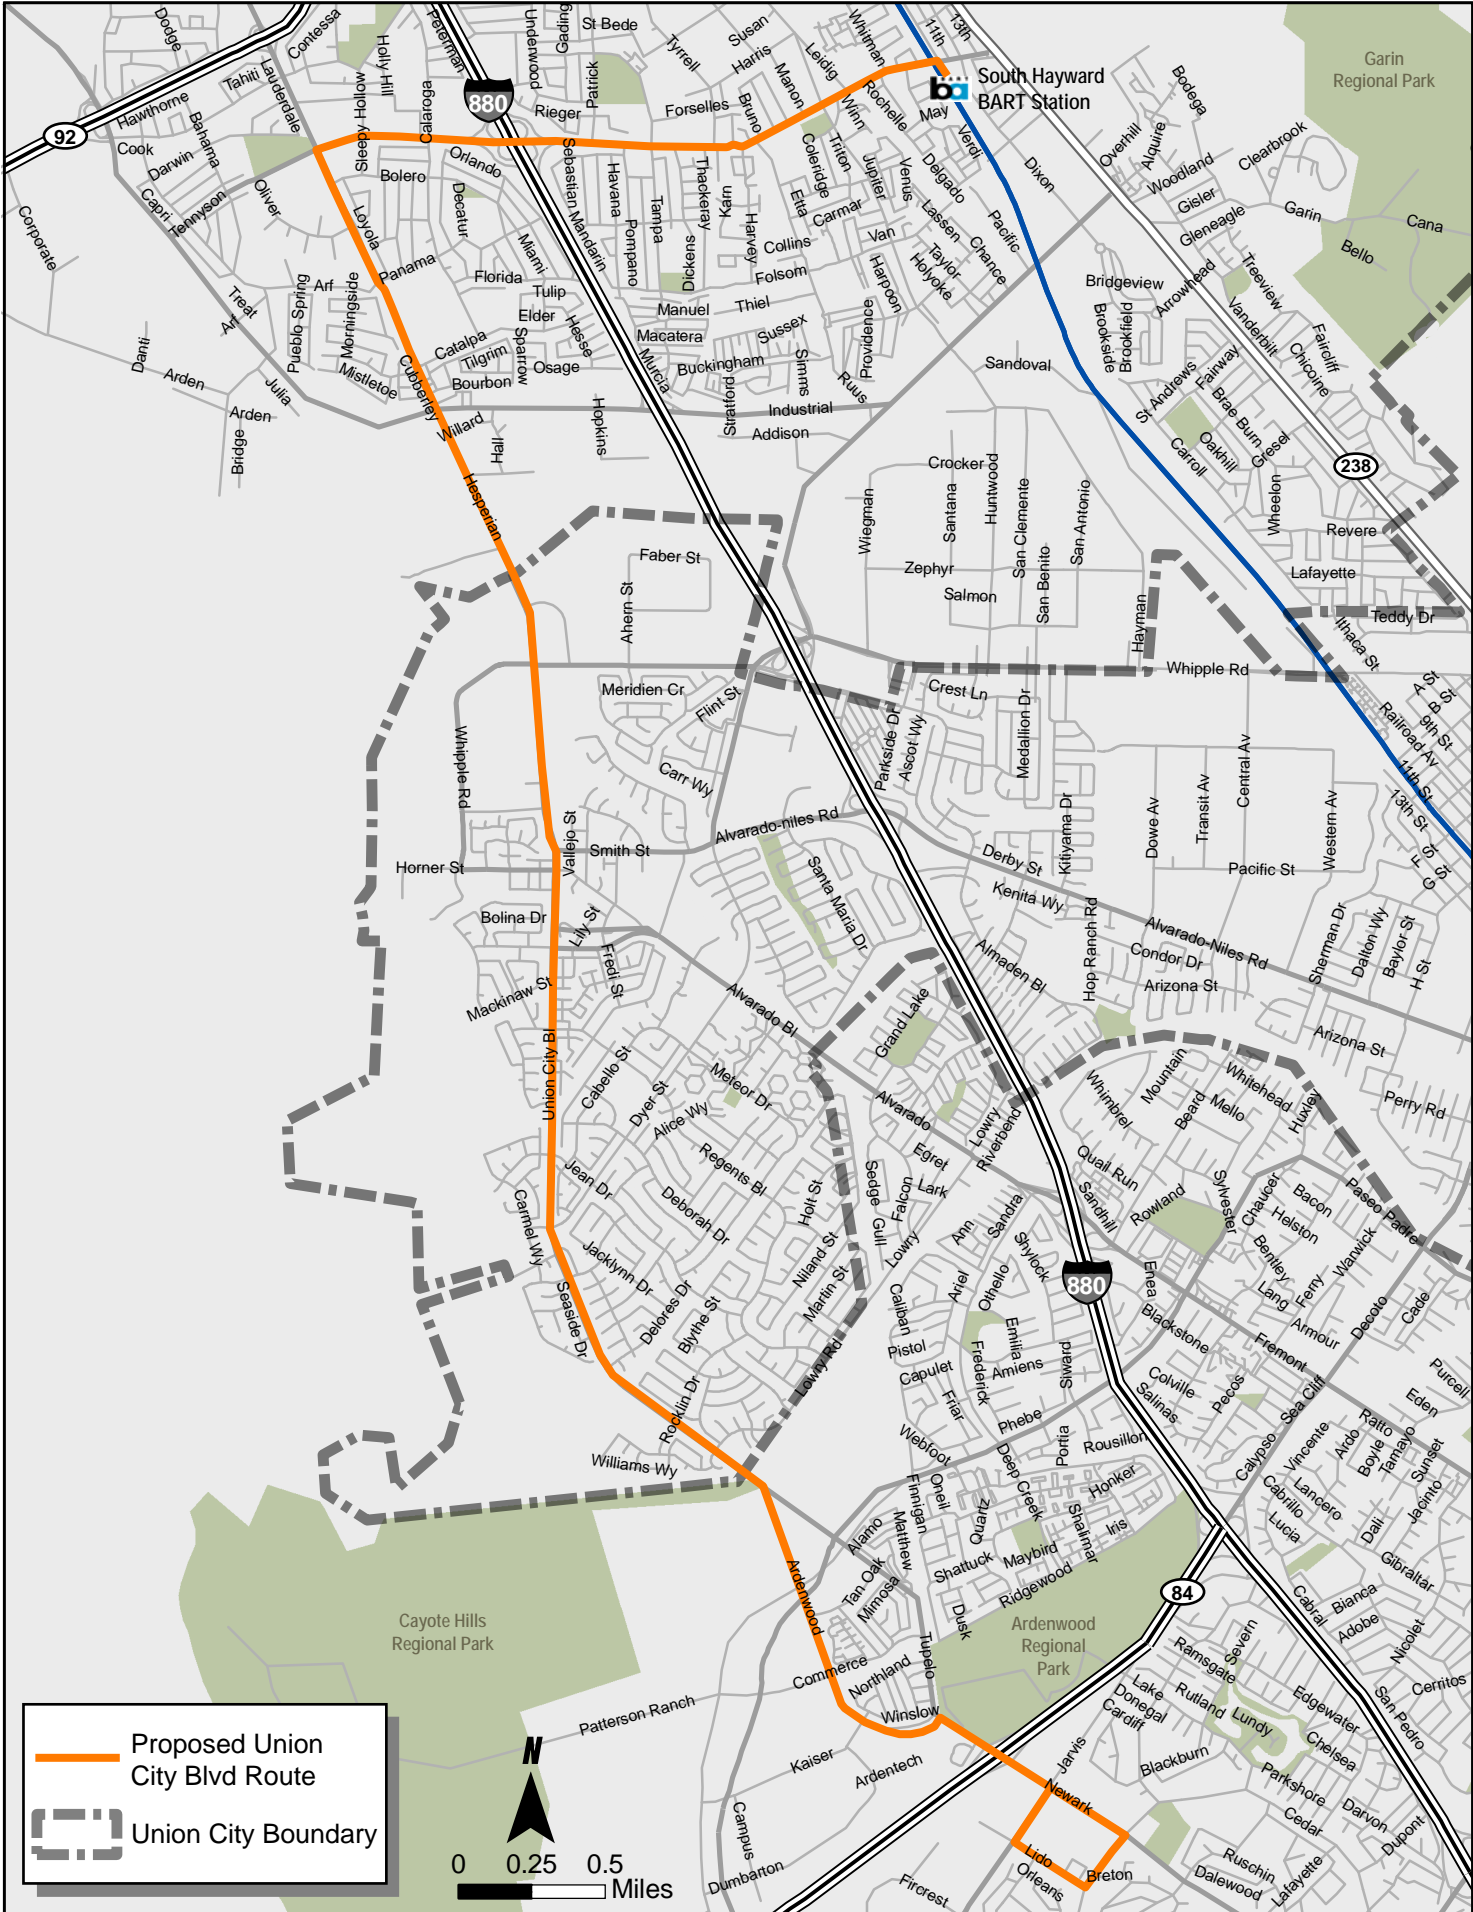 Dodge
Contessa
Peterman
Underwood
Gading
St Bede
Susan
Whitman
11th
13th
Tahiti
Lauderdale
Holly Hill
Tyrrell
Harris
Leidig
Garin
Regional Park
Hawthorne
Sleepy Hollow
Calaroga
880
Patrick
Manon
South Hayward
BART Station
ba
Bodega
92
Bahama
Rieger
Forselles
Bruno
Winn
Rochelle
May
Cook
Darwin
Orlando
Sebastian
Coleridge
Triton
Verdi
Overhill
Alquire
Clearbrook
Capri
Tennyson
Oliver
Bolero
Decatur
Havana
Tampa
Thackeray
Karn
Jupiter
Venus
Delgado
Dixon
Woodland
Gisler
Corporate
Loyola
Miami
Mandarin
Pompano
Dickens
Harvey
Etta
Carmar
Lassen
Pacific
Gleneagle
Garin
Cana
Panama
Collins
Van
Taylor
Chance
Bello
Treat
Arf
Arf
Pueblo Spring
Morningside
Florida
Tulip
Folsom
Harpoon
Holyoke
Bridgeview
Arrowhead
Treeview
Elder
Hesse
Manuel
Thiel
Sussex
Providence
Brookside
Brookfield
Vanderbilt
Faircliff
Danti
Catalpa
Tilgrim
Sparrow
Macatera
Chicoine
Arden
Julia
Mistletoe
Cubberley
Bourbon
Osage
Murcia
Buckingham
Simms
Ruus
Sandoval
St Andrews
Fairway
Arden
Bridge
Willard
Hall
Hopkins
Stratford
Industrial
Addison
Brae Burn
Oakhill
Gresel
Carroll
Hesperian
Crocker
Huntwood
238
Wiegman
Santana
San Clemente
San Antonio
Wheelon
Revere
Faber St
Zephyr
San Benito
Lafayette
Ahern St
Salmon
Hayman
Teddy Dr
Ithaca St
Whipple Rd
Meridien Cr
Flint St
Crest Ln
Medallion Dr
A St
B St
9th St
Whipple Rd
Parkside Dr
Ascot Wy
Railroad Av
Carr Wy
Central Av
11th St
Vallejo St
Smith St
Alvarado-niles Rd
Kitiyama Dr
Dowe Av
Transit Av
Western Av
13th St
Horner St
Santa Maria Dr
Derby St
Pacific St
F St
G St
Kenita Wy
Bolina Dr
Lily St
Fredi St
Hop Ranch Rd
Alvarado-Niles Rd
Sherman Dr
Dalton Wy
Baylor St
H St
Mackinaw St
Almaden Bl
Condor Dr
Arizona St
Alvarado Bl
Grand Lake
Arizona St
Union City Bl
Cabello St
Dyer St
Meteor Dr
Alice Wy
Whimbrel
Mountain
Whitehead
Perry Rd
Alvarado
Lowry
Riverbend
Beard
Mello
Huxley
Regents Bl
Egret
Jean Dr
Sedge
Falcon
Lark
Quail Run
Carmel Wy
Deborah Dr
Holt St
Gull
Sandra
Sandhill
Rowland
Sylvester
Chaucer
Bacon
Paseo Padre
Helston
Jacklynn Dr
Niland St
Martin St
Lowry
Ann
Shylock
Bentley
Warwick
Seaside Dr
Delores Dr
Blythe St
Ariel
Othello
880
Enea
Lang
Ferry
Caliban
Blackstone
Armour
Decoto
Cade
Pistol
Emilia
Fremont
Lowry Rd
Capulet
Frederick
Amiens
Siward
Rocklin Dr
Friar
Colville
Salinas
Pecos
Sea Cliff
Purcell
Eden
Phebe
Portia
Ratto
Williams Wy
Webfoot
Rousillon
Calypso
Vincente
Ardo
Boyle
Tamayo
Sunset
Deep Creek
Honker
Finnigan
Oneil
Cabrillo
Lancero
Jacinto
Quartz
Shalimar
Iris
Lucia
Dali
Alamo
Matthew
Shattuck
Maybird
Gibraltar
Ardenwood
Tan Oak
Mimosa
Ridgewood
84
Cabral
Bianca
Adobe
Cayote Hills
Regional Park
Dusk
Ardenwood
Regional
Park
Severn
Nicolet
Tupelo
Ramsgate
Commerce
Northland
Lake
Donegal
Cardiff
Rutland
Edgewater
Cerritos
San Pedro
Patterson Ranch
Winslow
Lundy
Chelsea
Proposed Union
City Blvd Route
N
Kaiser
Ardentech
Jarvis
Blackburn
Parkshore
Newark
Darvon
Union City Boundary
Campus
Cedar
Dupont
0 0.25 0.5
Miles
Dumbarton
Lido
Orleans
Breton
Ruschin
Dalewood
Lafayette
Fircrest